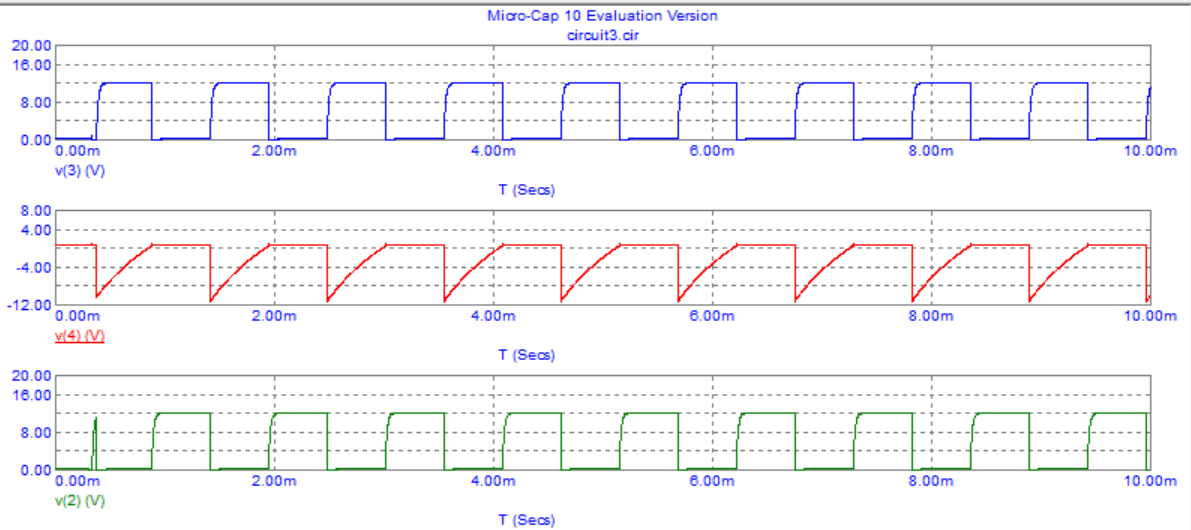 Micro-Cap 10 Evaluation Version
circuit3.cir
20.00
16.00
8.00
0.00
0.00m 2.00m 4.00m 6.00m 8.00m 10.00m
v(3) (V)
T (Secs)
8.00
4.00
-4.00
-12.00
0.00m 2.00m 4.00m 6.00m 8.00m 10.00m
v(4) (V)
T (Secs)
20.00
16.00
8.00
0.00
0.00m 2.00m 4.00m 6.00m 8.00m 10.00m
v(2) (V)
T (Secs)